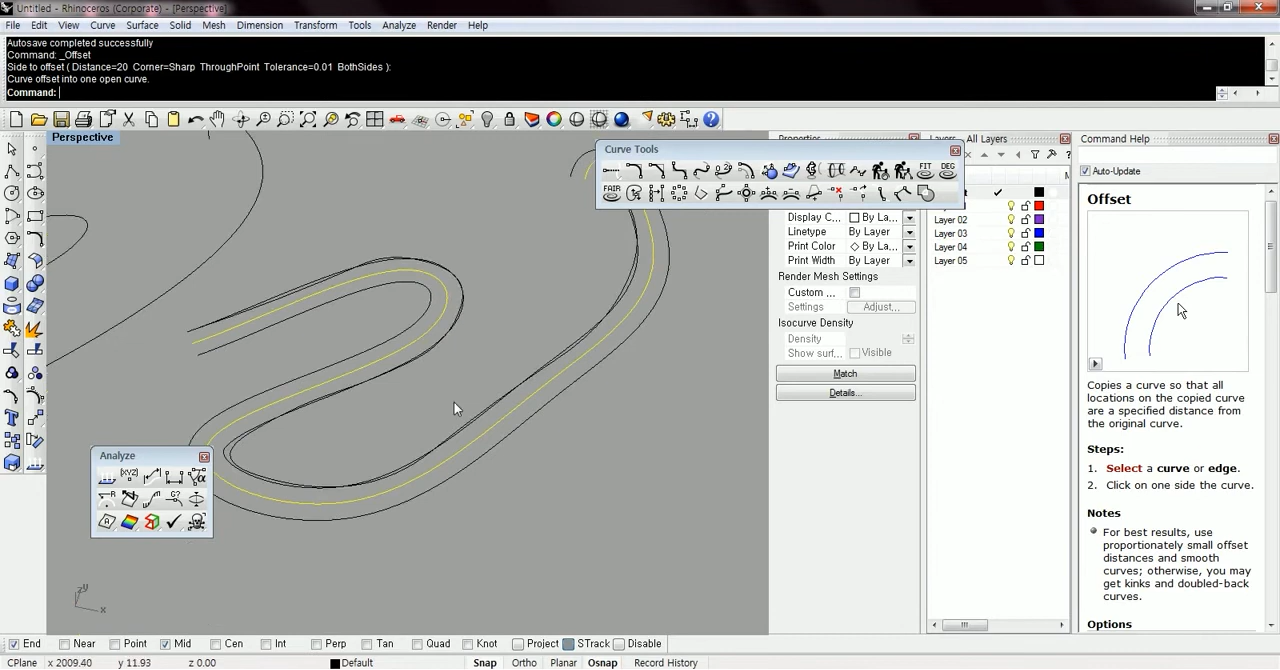 Untitled - Rhinoceros (Corporate) - [Perspective]
File Edit View Curve Surface Solid Mesh Dimension Transform Tools Analyze Render Help
Autosave completed successfully
Command: _Offset
Side to offset ( Distance=20 Corner=Sharp ThroughPoint Tolerance=0.01 BothSides ):
Curve offset into one open curve.
Command:
Perspective
Properties
Layers
All Layers
Command Help
Curve Tools
FIT
DEG
FAIR
Auto-Update
Offset
Display C... By La...
Linetype By Layer
Print Color By La...
Print Width By Layer
Render Mesh Settings
Custom ...
Settings Adjust...
Isocurve Density
Density
Show surf... Visible
Match
Details...
Layer 02
Layer 03
Layer 04
Layer 05
Copies a curve so that all
locations on the copied curve
are a specified distance from
the original curve.
Steps:
1. Select a curve or edge.
2. Click on one side the curve.
Notes
For best results, use
proportionately small offset
distances and smooth
curves; otherwise, you may
get kinks and doubled-back
curves.
Options
Analyze
End Near Point Mid Cen Int Perp Tan Quad Knot Project STrack Disable
CPlane x 2009.40 y 11.93 z 0.00 Default Snap Ortho Planar Osnap Record History